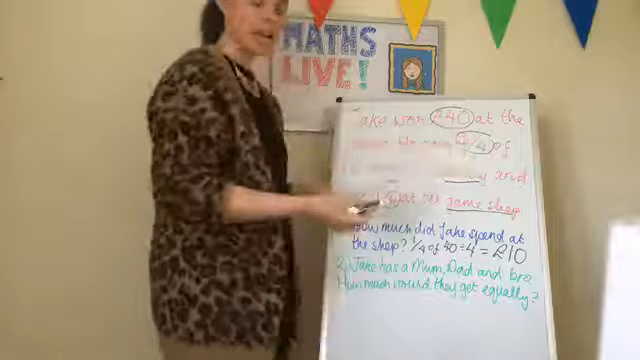 MATHS
LIVE!
Jake won £40 at the
1/4 of
and
at the same shop
How much did Jake spend at
the shop? 1/4 of 40 ÷ 4 = £10
2) Jake has a Mum, Dad and bro
How much would they get equally?